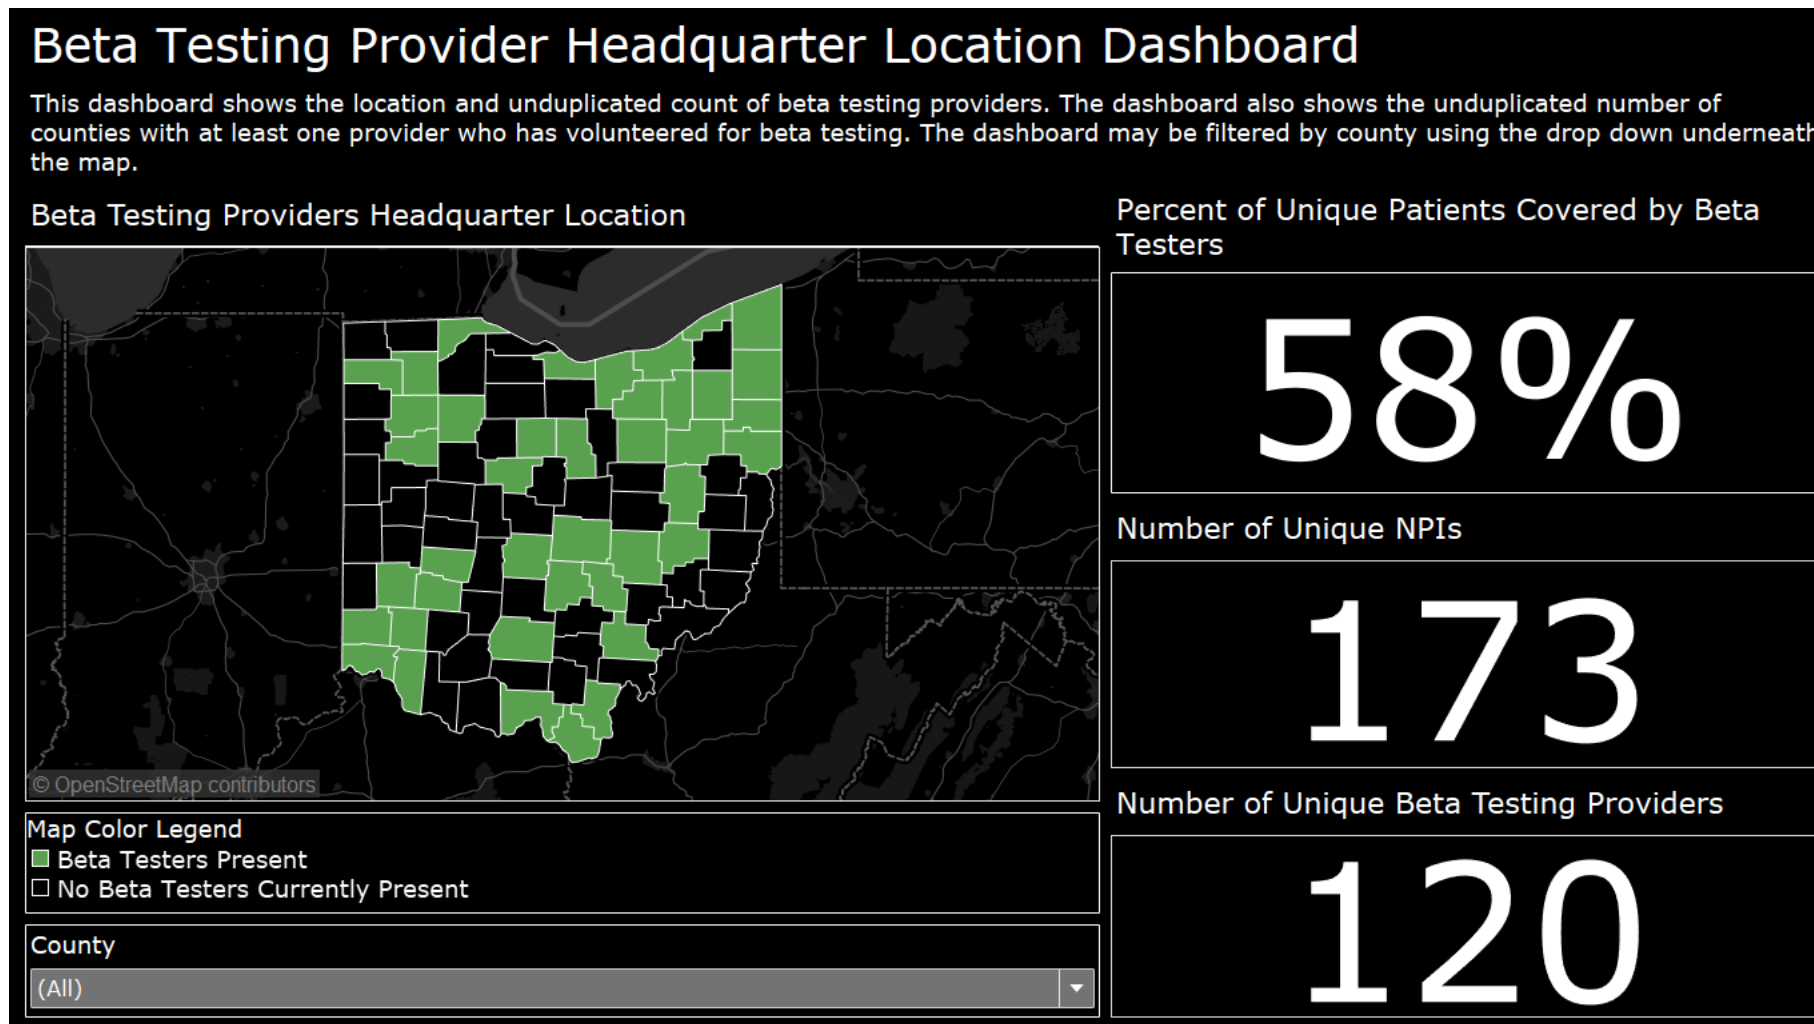 Beta Testing Provider Headquarter Location Dashboard
This dashboard shows the location and unduplicated count of beta testing providers. The dashboard also shows the unduplicated number of
counties with at least one provider who has volunteered for beta testing. The dashboard may be filtered by county using the drop down underneath
the map.
Beta Testing Providers Headquarter Location
© OpenStreetMap contributors
Map Color Legend
Beta Testers Present
No Beta Testers Currently Present
County
(All)
Percent of Unique Patients Covered by Beta
Testers
58%
Number of Unique NPIs
173
Number of Unique Beta Testing Providers
120